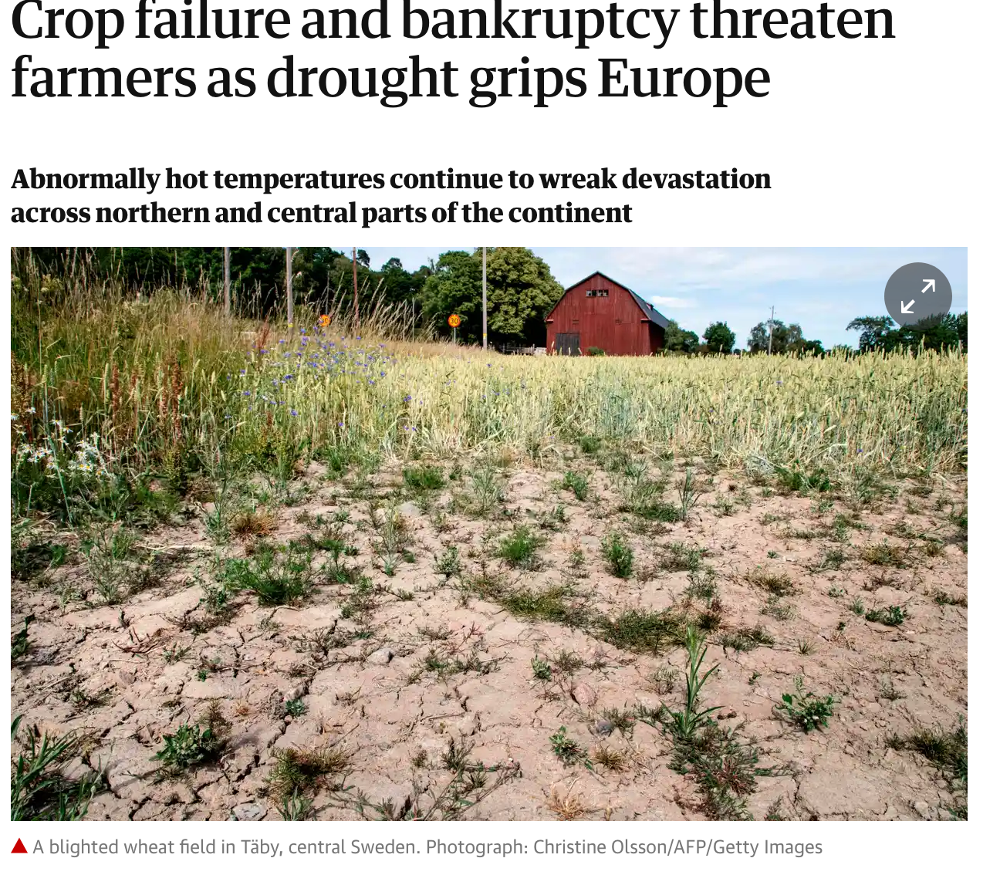 Crop failure and bankruptcy threaten
farmers as drought grips Europe
Abnormally hot temperatures continue to wreak devastation
across northern and central parts of the continent
30
A blighted wheat field in Täby, central Sweden. Photograph: Christine Olsson/AFP/Getty Images